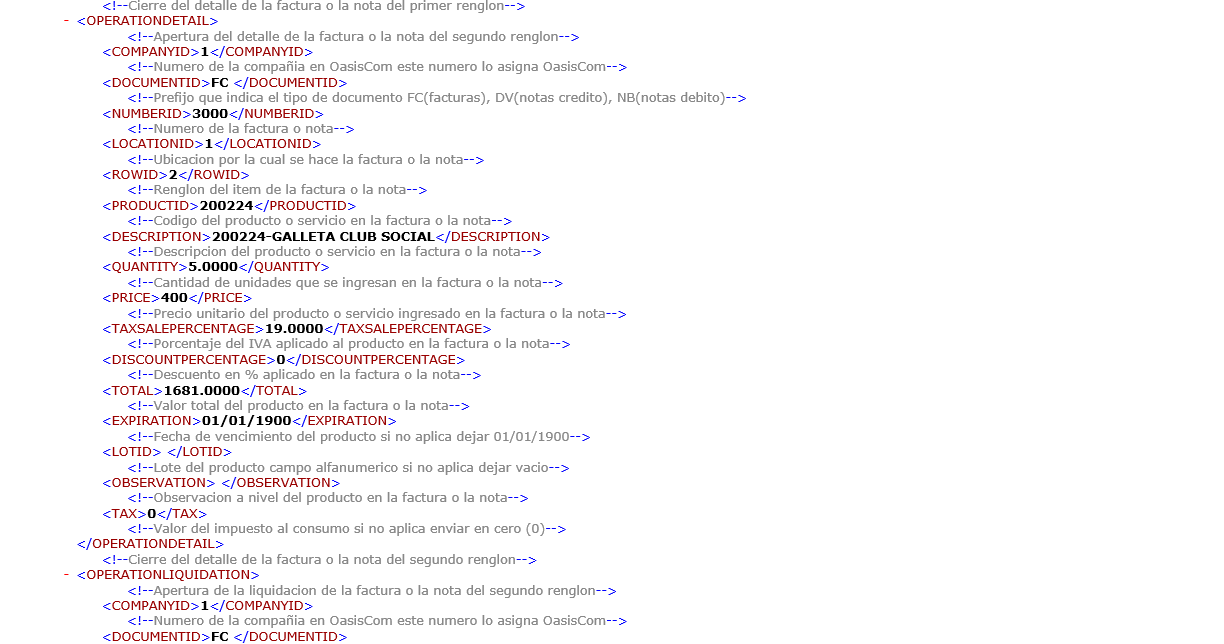 <!--Cierre del detalle de la factura o la nota del primer renglon-->
- <OPERATIONDETAIL>
<!--Apertura del detalle de la factura o la nota del segundo renglon-->
<COMPANYID>1</COMPANYID>
<!--Numero de la compañia en OasisCom este numero lo asigna OasisCom-->
<DOCUMENTID>FC </DOCUMENTID>
<!--Prefijo que indica el tipo de documento FC(facturas), DV(notas credito), NB(notas debito)-->
<NUMBERID>3000</NUMBERID>
<!--Numero de la factura o nota-->
<LOCATIONID>1</LOCATIONID>
<!--Ubicacion por la cual se hace la factura o la nota-->
<ROWID>2</ROWID>
<!--Renglon del item de la factura o la nota-->
<PRODUCTID>200224</PRODUCTID>
<!--Codigo del producto o servicio en la factura o la nota-->
<DESCRIPTION>200224-GALLETA CLUB SOCIAL</DESCRIPTION>
<!--Descripcion del producto o servicio en la factura o la nota-->
<QUANTITY>5.0000</QUANTITY>
<!--Cantidad de unidades que se ingresan en la factura o la nota-->
<PRICE>400</PRICE>
<!--Precio unitario del producto o servicio ingresado en la factura o la nota-->
<TAXSALEPERCENTAGE>19.0000</TAXSALEPERCENTAGE>
<!--Porcentaje del IVA aplicado al producto en la factura o la nota-->
<DISCOUNTPERCENTAGE>0</DISCOUNTPERCENTAGE>
<!--Descuento en % aplicado en la factura o la nota-->
<TOTAL>1681.0000</TOTAL>
<!--Valor total del producto en la factura o la nota-->
<EXPIRATION>01/01/1900</EXPIRATION>
<!--Fecha de vencimiento del producto si no aplica dejar 01/01/1900-->
<LOTID> </LOTID>
<!--Lote del producto campo alfanumerico si no aplica dejar vacio-->
<OBSERVATION> </OBSERVATION>
<!--Observacion a nivel del producto en la factura o la nota-->
<TAX>0</TAX>
<!--Valor del impuesto al consumo si no aplica enviar en cero (0)-->
</OPERATIONDETAIL>
<!--Cierre del detalle de la factura o la nota del segundo renglon-->
- <OPERATIONLIQUIDATION>
<!--Apertura de la liquidacion de la factura o la nota del segundo renglon-->
<COMPANYID>1</COMPANYID>
<!--Numero de la compañia en OasisCom este numero lo asigna OasisCom-->
<DOCUMENTID>FC </DOCUMENTID>